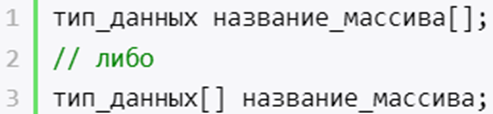 1 тип_данных название_массива[];
2 // либо
3 тип_данных[] название_массива;